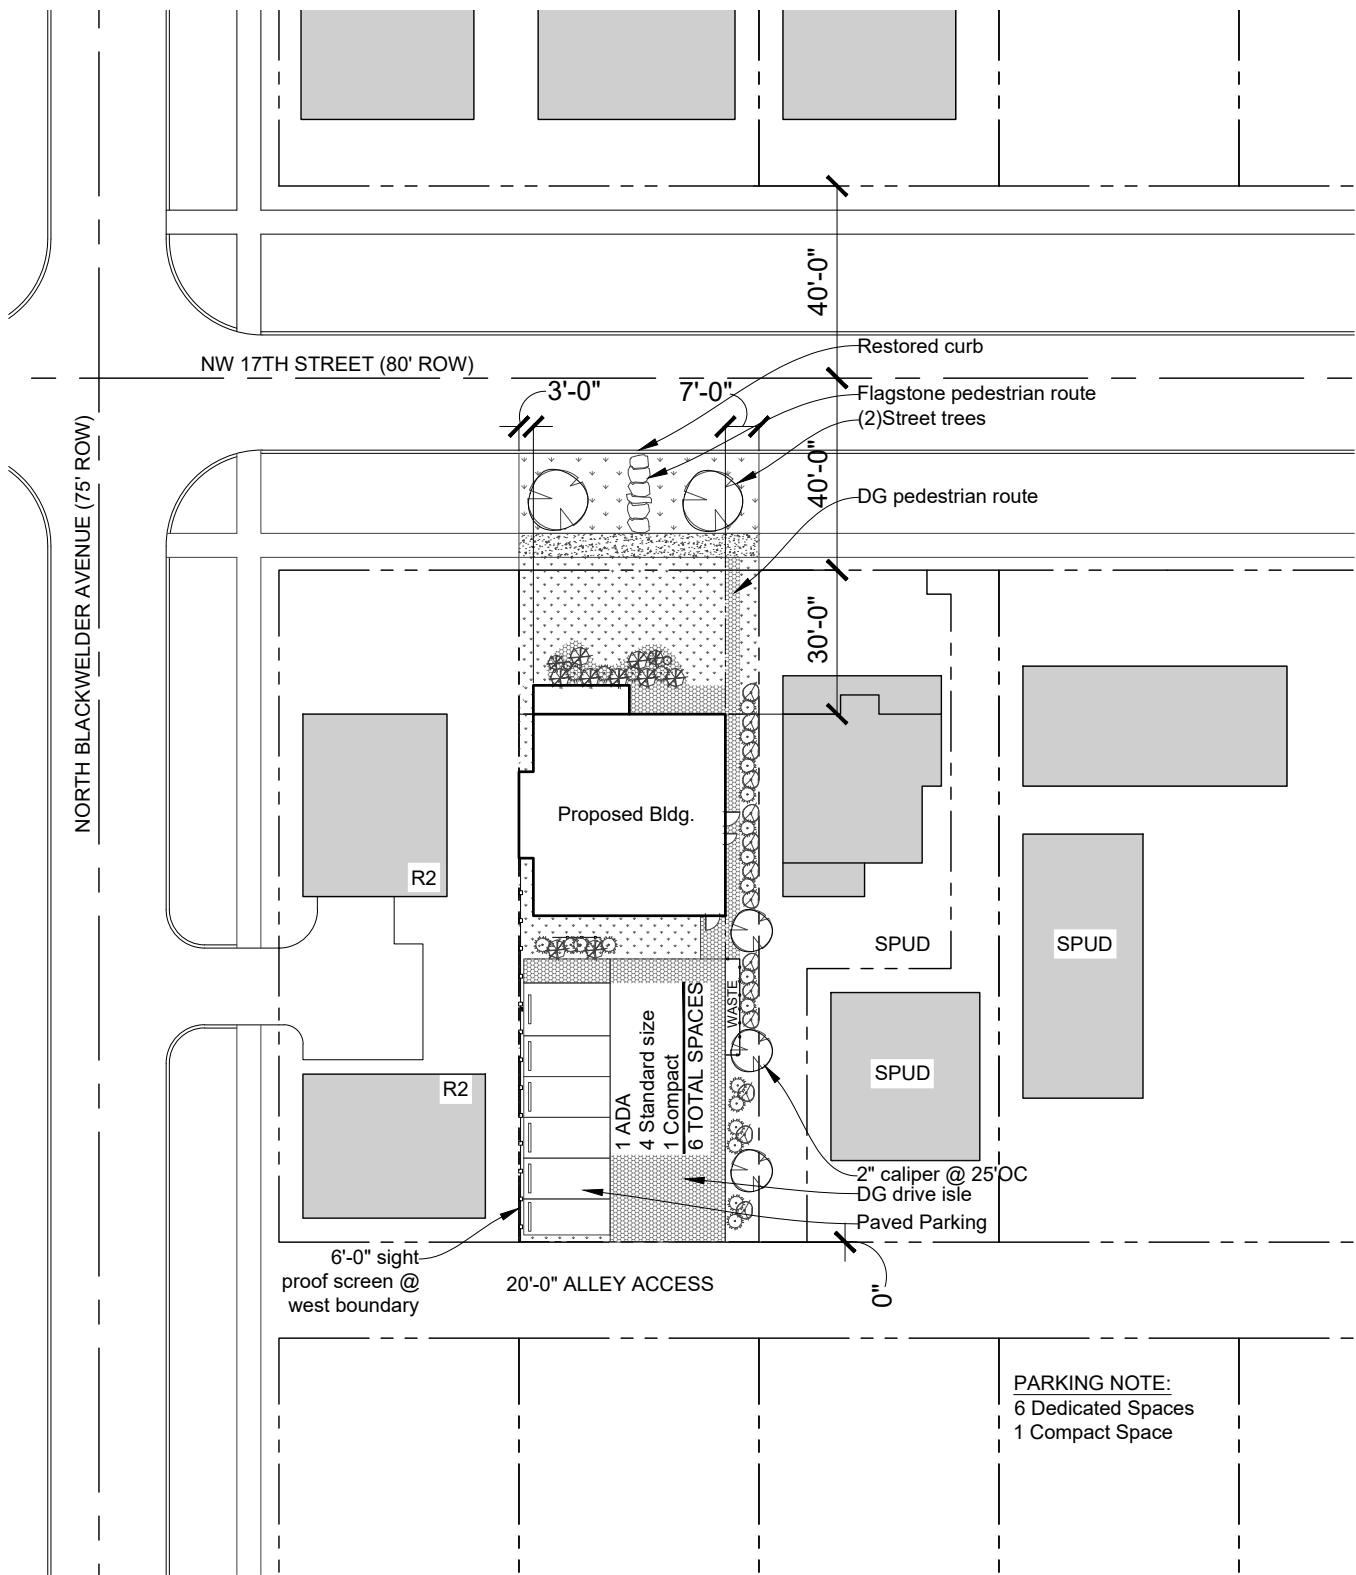 40'-0"
NW 17TH STREET (80' ROW)
Restored curb
3'-0"
7'-0"
Flagstone pedestrian route
(2)Street trees
40'-0"
DG pedestrian route
NORTH BLACKWELDER AVENUE (75' ROW)
30'-0"
Proposed Bldg.
R2
SPUD
SPUD
WASTE
1 ADA
4 Standard size
1 Compact
6 TOTAL SPACES
R2
SPUD
2" caliper @ 25'OC
DG drive isle
Paved Parking
6'-0" sight
proof screen @
west boundary
20'-0" ALLEY ACCESS
0"
PARKING NOTE:
6 Dedicated Spaces
1 Compact Space